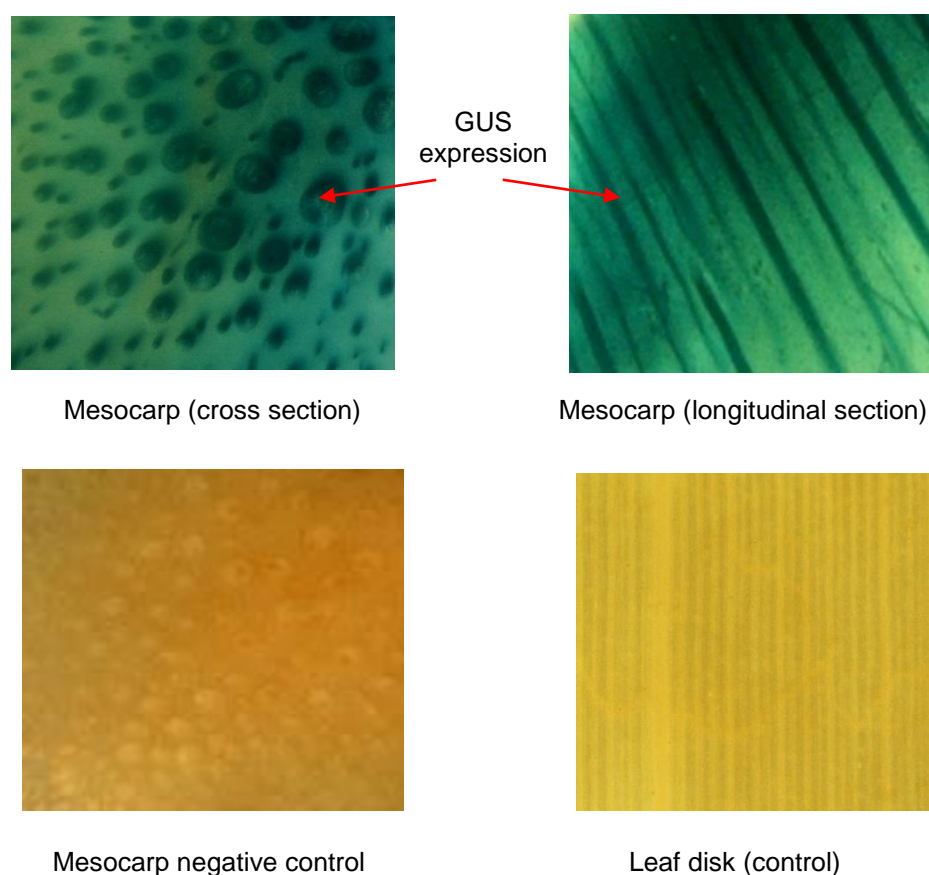 GUS
expression
Mesocarp (cross section)
Mesocarp (longitudinal section)
Mesocarp negative control
Leaf disk (control)